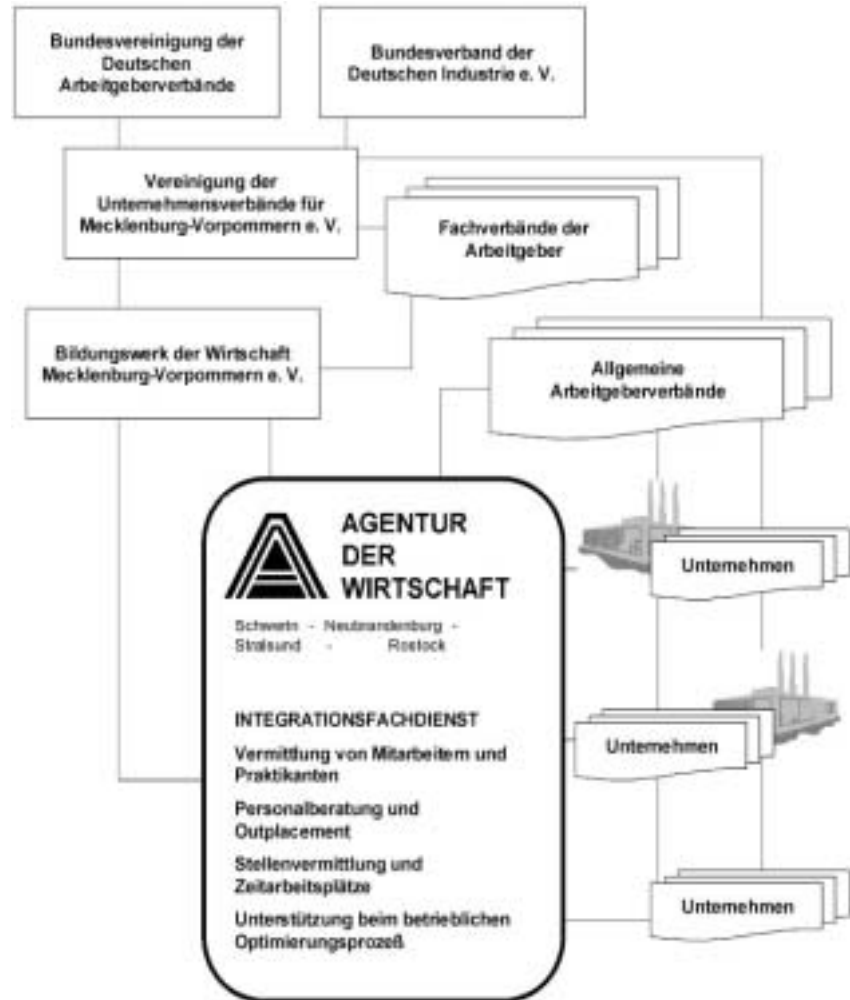 Bundesvereinigung der
Deutschen
Arbeitgeberverbände
Bundesverband der
Deutschen Industrie e. V.
Vereinigung der
Unternehmensverbände für
Mecklenburg-Vorpommern e. V.
Fachverbände der
Arbeitgeber
Bildungswerk der Wirtschaft
Mecklenburg-Vorpommern e. V.
Allgemeine
Arbeitgeberverbände
AGENTUR
DER
WIRTSCHAFT
Schwerin - Neubrandenburg -
Stralsund - Rostock
Unternehmen
INTEGRATIONSFACHDIENST
Vermittlung von Mitarbeitern und
Praktikanten
Unternehmen
Personalberatung und
Outplacement
Stellenvermittlung und
Zeitarbeitsplätze
Unterstützung beim betrieblichen
Optimierungsprozeß
Unternehmen